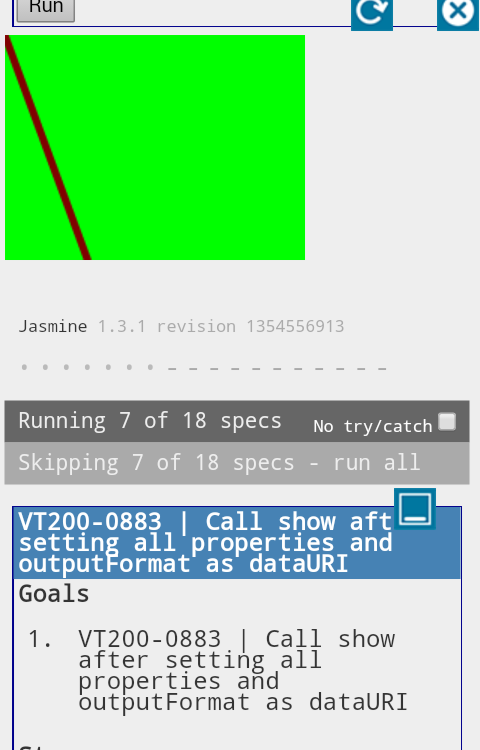 Run
Jasmine 1.3.1 revision 1354556913
Running 7 of 18 specs
No try/catch
Skipping 7 of 18 specs - run all
VT200-0883 | Call show aft
setting all properties and
outputFormat as dataURI
Goals
1. VT200-0883 | Call show
after setting all
properties and
outputFormat as dataURI